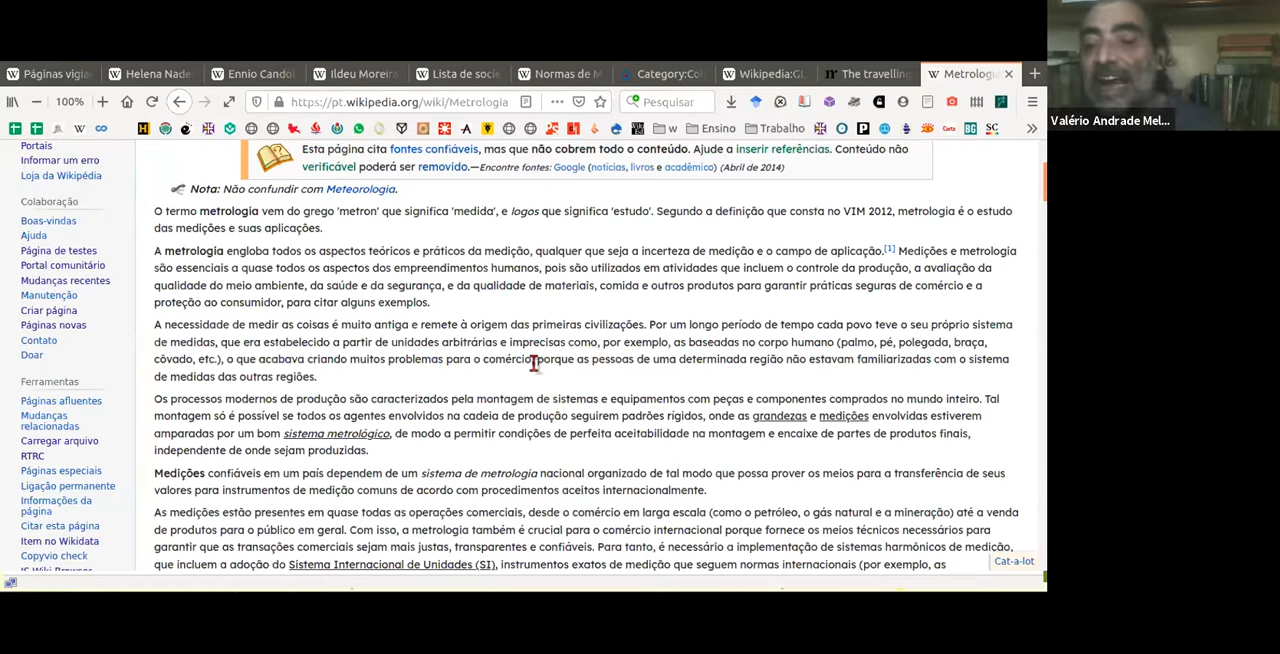 Páginas vigia
Helena Nade
Ennio Cando
Ildeu Moreira
Lista de socie
Normas de M
Category:Col
Wikipedia:GL
The travelling
Metrologi
100%
https://pt.wikipedia.org/wiki/Metrologia
Pesquisar
w
Ensino
Trabalho
Valério Andrade Mel...
Portais
Informar um erro
Loja da Wikipédia
Colaboração
Boas-vindas
Ajuda
Página de testes
Portal comunitário
Mudanças recentes
Manutenção
Criar página
Páginas novas
Contato
Doar
Ferramentas
Páginas afluentes
Mudanças
relacionadas
Carregar arquivo
RTRC
Páginas especiais
Ligação permanente
Informações da
página
Citar esta página
Item no Wikidata
Copyvio check
Esta página cita fontes confiáveis, mas que não cobrem todo o conteúdo. Ajude a inserir referências. Conteúdo não
verificável poderá ser removido.—Encontre fontes: Google (notícias, livros e acadêmico) (Abril de 2014)
Nota: Não confundir com Meteorologia.
O termo metrologia vem do grego 'metron' que significa 'medida', e logos que significa 'estudo'. Segundo a definição que consta no VIM 2012, metrologia é o estudo
das medições e suas aplicações.
A metrologia engloba todos os aspectos teóricos e práticos da medição, qualquer que seja a incerteza de medição e o campo de aplicação.[1] Medições e metrologia
são essenciais a quase todos os aspectos dos empreendimentos humanos, pois são utilizados em atividades que incluem o controle da produção, a avaliação da
qualidade do meio ambiente, da saúde e da segurança, e da qualidade de materiais, comida e outros produtos para garantir práticas seguras de comércio e a
proteção ao consumidor, para citar alguns exemplos.
A necessidade de medir as coisas é muito antiga e remete à origem das primeiras civilizações. Por um longo período de tempo cada povo teve o seu próprio sistema
de medidas, que era estabelecido a partir de unidades arbitrárias e imprecisas como, por exemplo, as baseadas no corpo humano (palmo, pé, polegada, braça,
côvado, etc.), o que acabava criando muitos problemas para o comércio porque as pessoas de uma determinada região não estavam familiarizadas com o sistema
de medidas das outras regiões.
Os processos modernos de produção são caracterizados pela montagem de sistemas e equipamentos com peças e componentes comprados no mundo inteiro. Tal
montagem só é possível se todos os agentes envolvidos na cadeia de produção seguirem padrões rígidos, onde as grandezas e medições envolvidas estiverem
amparadas por um bom sistema metrológico, de modo a permitir condições de perfeita aceitabilidade na montagem e encaixe de partes de produtos finais,
independente de onde sejam produzidas.
Medições confiáveis em um país dependem de um sistema de metrologia nacional organizado de tal modo que possa prover os meios para a transferência de seus
valores para instrumentos de medição comuns de acordo com procedimentos aceitos internacionalmente.
As medições estão presentes em quase todas as operações comerciais, desde o comércio em larga escala (como o petróleo, o gás natural e a mineração) até a venda
de produtos para o público em geral. Com isso, a metrologia também é crucial para o comércio internacional porque fornece os meios técnicos necessários para
garantir que as transações comerciais sejam mais justas, transparentes e confiáveis. Para tanto, é necessário a implementação de sistemas harmônicos de medição,
que incluem a adoção do Sistema Internacional de Unidades (SI), instrumentos exatos de medição que seguem normas internacionais (por exemplo, as
Cat-a-lot